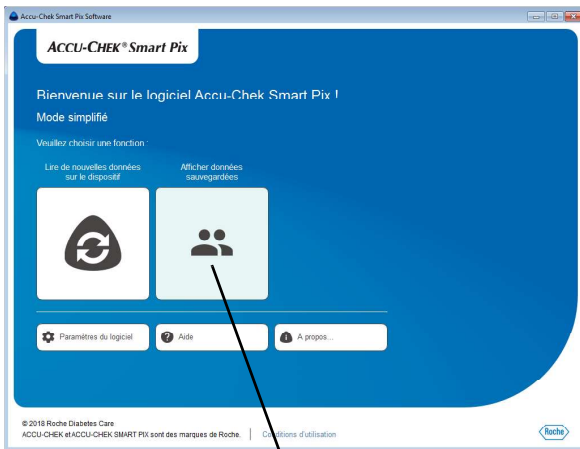 Accu-Chek Smart Pix Software
ACCU-CHEK® Smart Pix
Bienvenue sur le logiciel Accu-Chek Smart Pix !
Mode simplifié
Veuillez choisir une fonction :
Lire de nouvelles données
sur le dispositif
Afficher données
sauvegardées
Paramètres du logiciel
Aide
A propos...
© 2018 Roche Diabetes Care
ACCU-CHEK et ACCU-CHEK SMART PIX sont des marques de Roche.
Conditions d'utilisation
Roche